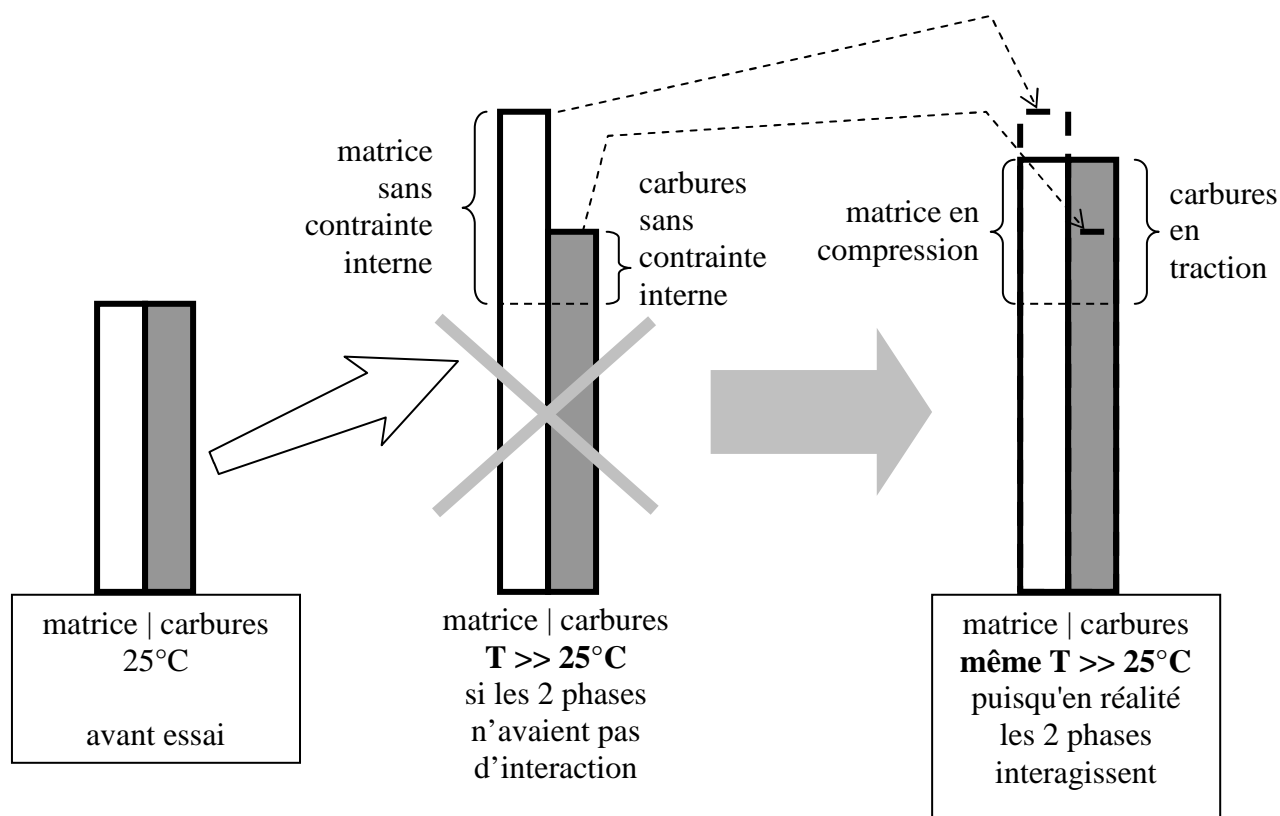 matrice
sans
contrainte
interne
carbures
sans
contrainte
interne
matrice en
compression
carbures
en
traction
matrice | carbures
25°C
avant essai
matrice | carbures
T >> 25°C
si les 2 phases
n’avaient pas
d’interaction
matrice | carbures
même T >> 25°C
puisqu'en réalité
les 2 phases
interagissent